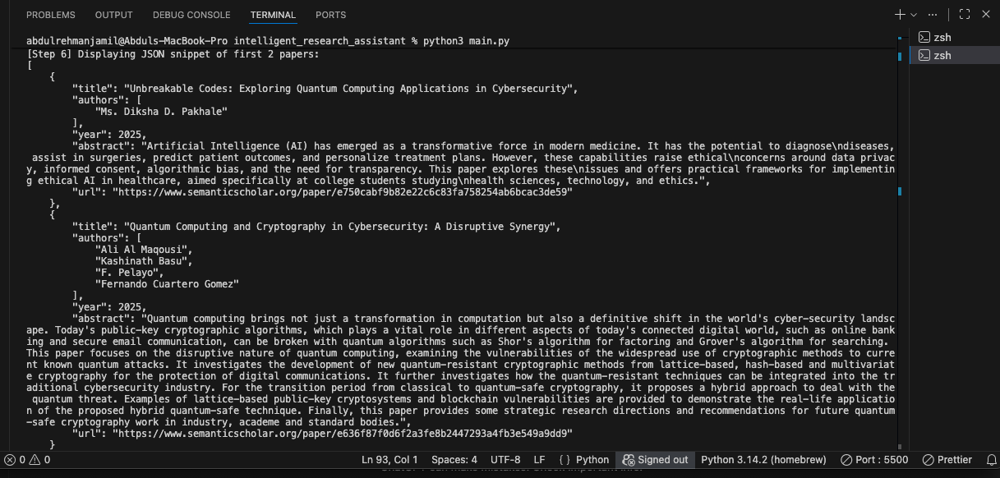 PROBLEMS OUTPUT DEBUG CONSOLE TERMINAL PORTS
abdulrehmanjamil@Abduls-MacBook-Pro intelligent_research_assistant % python3 main.py
zsh
zsh
[Step 6] Displaying JSON snippet of first 2 papers:
[
    {
        "title": "Unbreakable Codes: Exploring Quantum Computing Applications in Cybersecurity",
        "authors": [
            "Ms. Diksha D. Pakhale"
        ],
        "year": 2025,
        "abstract": "Artificial Intelligence (AI) has emerged as a transformative force in modern medicine. It has the potential to diagnose\ndiseases,
 assist in surgeries, predict patient outcomes, and personalize treatment plans. However, these capabilities raise ethical\nconcerns around data privac
y, informed consent, algorithmic bias, and the need for transparency. This paper explores these\nissues and offers practical frameworks for implementin
g ethical AI in healthcare, aimed specifically at college students studying\nhealth sciences, technology, and ethics.",
        "url": "https://www.semanticscholar.org/paper/e750cabf9b82e22c6c83fa758254ab6bcac3de59"
    },
    {
        "title": "Quantum Computing and Cryptography in Cybersecurity: A Disruptive Synergy",
        "authors": [
            "Ali Al Maqousi",
            "Kashinath Basu",
            "F. Pelayo",
            "Fernando Cuartero Gomez"
        ],
        "year": 2025,
        "abstract": "Quantum computing brings not just a transformation in computation but also a definitive shift in the world's cyber-security landsc
ape. Today's public-key cryptographic algorithms, which plays a vital role in different aspects of today's connected digital world, such as online bank
ing and secure email communication, can be broken with quantum algorithms such as Shor's algorithm for factoring and Grover's algorithm for searching.
This paper focuses on the disruptive nature of quantum computing, examining the vulnerabilities of the widespread use of cryptographic methods to curre
nt known quantum attacks. It investigates the development of new quantum-resistant cryptographic methods from lattice-based, hash-based and multivariat
e cryptography for the protection of digital communications. It further investigates how the quantum-resistant techniques can be integrated into the tr
aditional cybersecurity industry. For the transition period from classical to quantum-safe cryptography, it proposes a hybrid approach to deal with the
 quantum threat. Examples of lattice-based public-key cryptosystems and blockchain vulnerabilities are provided to demonstrate the real-life applicatio
n of the proposed hybrid quantum-safe technique. Finally, this paper provides some strategic research directions and recommendations for future quantum
-safe cryptography work in industry, academe and standard bodies.",
        "url": "https://www.semanticscholar.org/paper/e636f87f0d6f2a3fe8b2447293a4fb3e549a9dd9"
    }
0 0 Ln 93, Col 1 Spaces: 4 UTF-8 LF { } Python Signed out Python 3.14.2 (homebrew) Port : 5500 Prettier